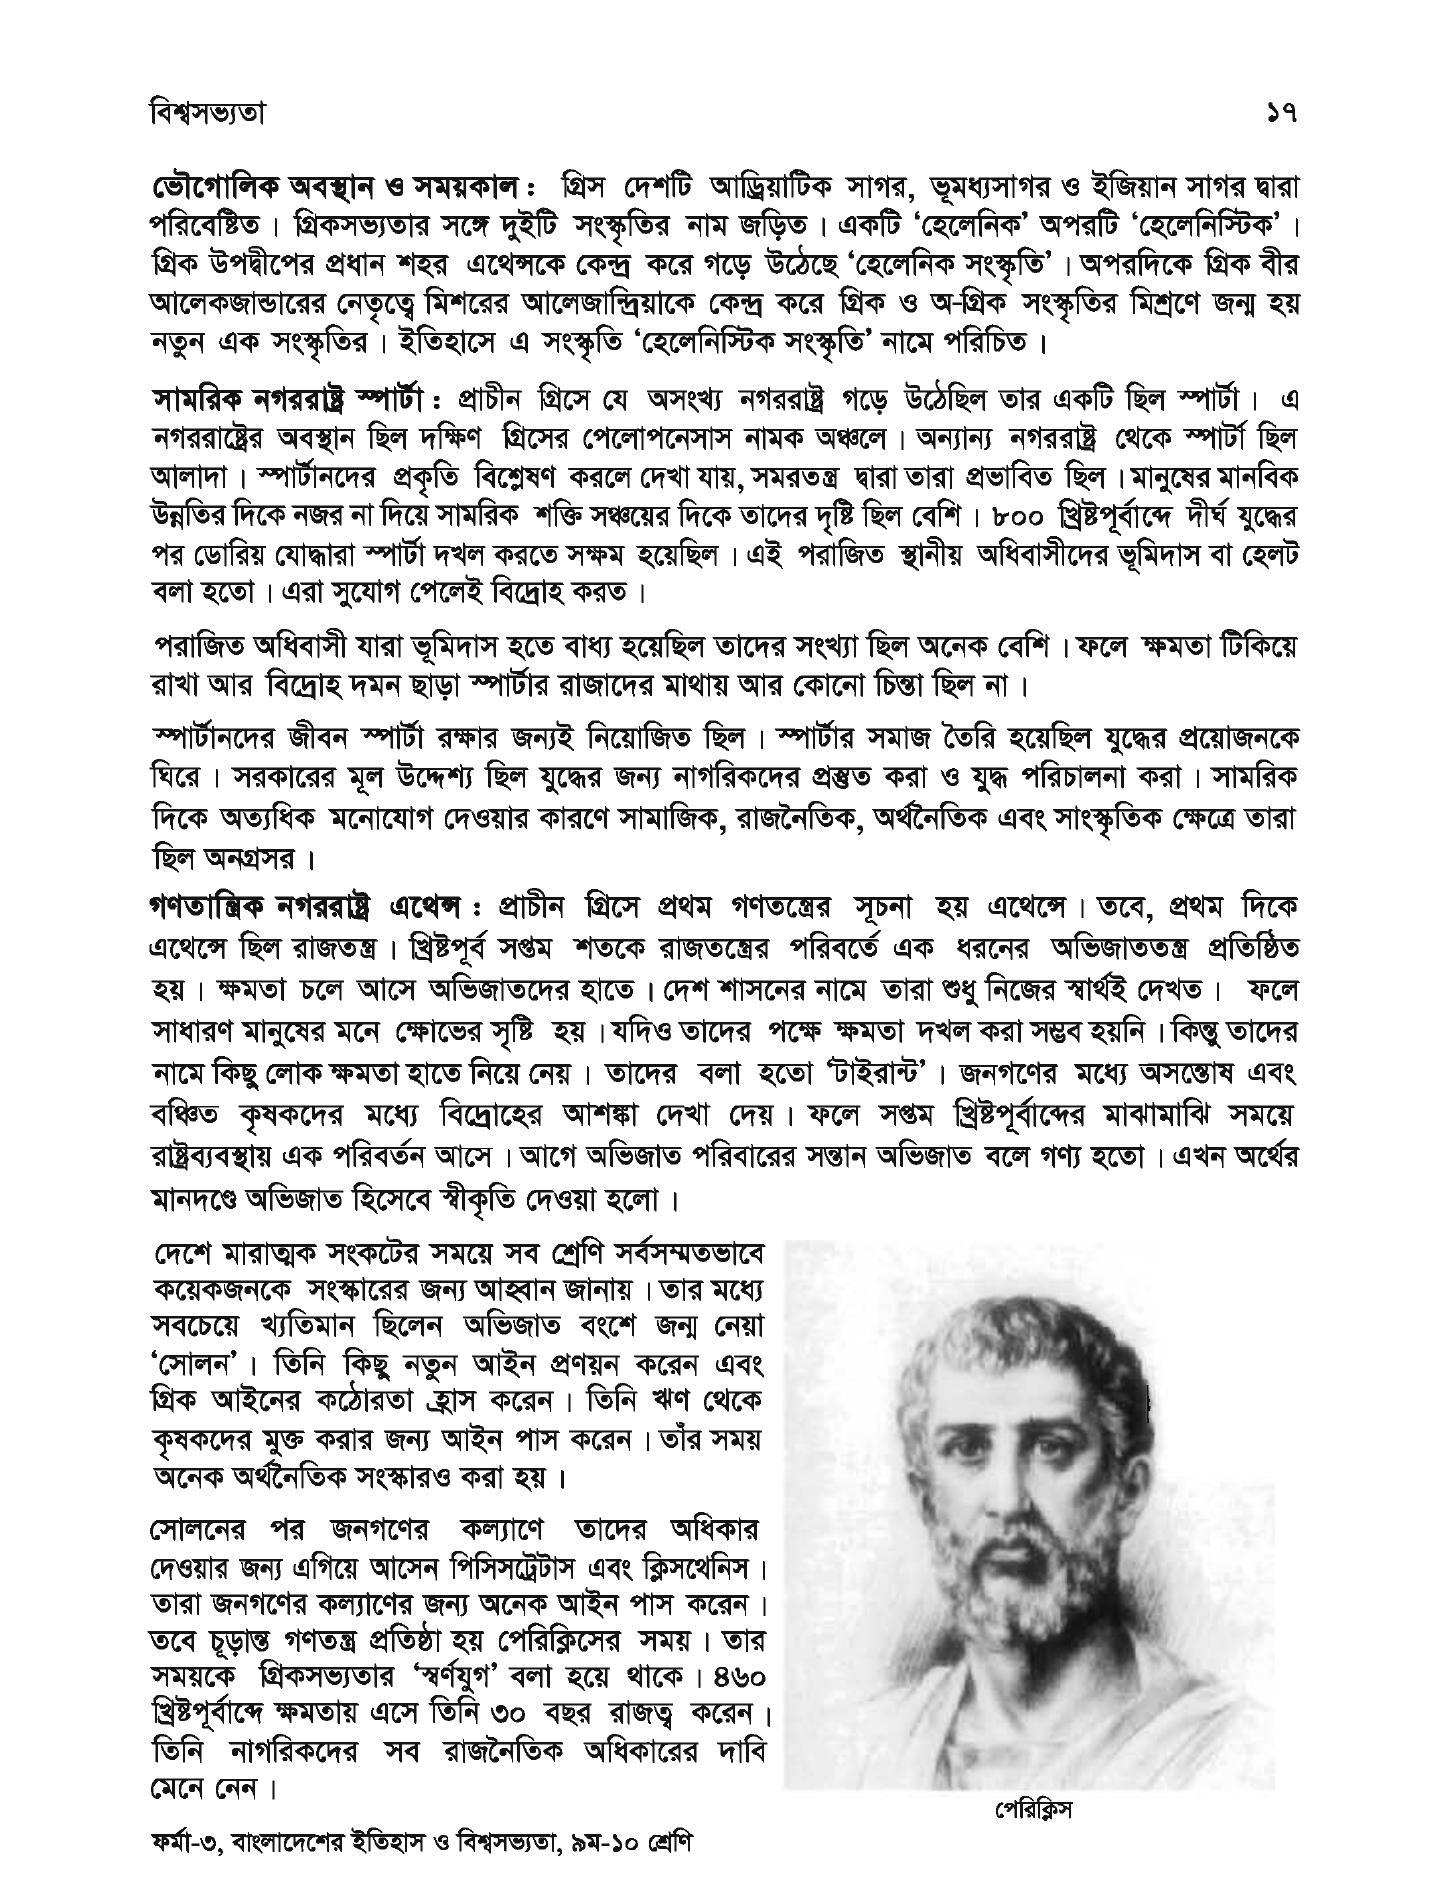 বিশ্বসভ্যতা ১৭
ভৌগোলিক অবস্থান ও সময়কাল : গ্রিস দেশটি আড্রিয়াটিক সাগর, ভূমধ্যসাগর ও ইজিয়ান সাগর দ্বারা
পরিবেষ্টিত । গ্রিকসভ্যতার সঙ্গে দুইটি সংস্কৃতির নাম জড়িত । একটি ‘হেলেনিক’ অপরটি ‘হেলেনিস্টিক’ ।
গ্রিক উপদ্বীপের প্রধান শহর এথেন্সকে কেন্দ্র করে গড়ে উঠেছে ‘হেলেনিক সংস্কৃতি’ । অপরদিকে গ্রিক বীর
আলেকজান্ডারের নেতৃত্বে মিশরের আলেজান্দ্রিয়াকে কেন্দ্র করে গ্রিক ও অ-গ্রিক সংস্কৃতির মিশ্রণে জন্ম হয়
নতুন এক সংস্কৃতির । ইতিহাসে এ সংস্কৃতি ‘হেলেনিস্টিক সংস্কৃতি’ নামে পরিচিত ।
সামরিক নগররাষ্ট্র স্পার্টা : প্রাচীন গ্রিসে যে অসংখ্য নগররাষ্ট্র গড়ে উঠেছিল তার একটি ছিল স্পার্টা । এ
নগররাষ্ট্রের অবস্থান ছিল দক্ষিণ গ্রিসের পেলোপনেসাস নামক অঞ্চলে । অন্যান্য নগররাষ্ট্র থেকে স্পার্টা ছিল
আলাদা । স্পার্টানদের প্রকৃতি বিশ্লেষণ করলে দেখা যায়, সমরতন্ত্র দ্বারা তারা প্রভাবিত ছিল । মানুষের মানবিক
উন্নতির দিকে নজর না দিয়ে সামরিক শক্তি সঞ্চয়ের দিকে তাদের দৃষ্টি ছিল বেশি । ৮০০ খ্রিষ্টপূর্বাব্দে দীর্ঘ যুদ্ধের
পর ডোরিয় যোদ্ধারা স্পার্টা দখল করতে সক্ষম হয়েছিল । এই পরাজিত স্থানীয় অধিবাসীদের ভূমিদাস বা হেলট
বলা হতো । এরা সুযোগ পেলেই বিদ্রোহ করত ।
পরাজিত অধিবাসী যারা ভূমিদাস হতে বাধ্য হয়েছিল তাদের সংখ্যা ছিল অনেক বেশি । ফলে ক্ষমতা টিকিয়ে
রাখা আর বিদ্রোহ দমন ছাড়া স্পার্টার রাজাদের মাথায় আর কোনো চিন্তা ছিল না ।
স্পার্টানদের জীবন স্পার্টা রক্ষার জন্যই নিয়োজিত ছিল । স্পার্টার সমাজ তৈরি হয়েছিল যুদ্ধের প্রয়োজনকে
ঘিরে । সরকারের মূল উদ্দেশ্য ছিল যুদ্ধের জন্য নাগরিকদের প্রস্তুত করা ও যুদ্ধ পরিচালনা করা । সামরিক
দিকে অত্যধিক মনোযোগ দেওয়ার কারণে সামাজিক, রাজনৈতিক, অর্থনৈতিক এবং সাংস্কৃতিক ক্ষেত্রে তারা
ছিল অনগ্রসর ।
গণতান্ত্রিক নগররাষ্ট্র এথেন্স : প্রাচীন গ্রিসে প্রথম গণতন্ত্রের সূচনা হয় এথেন্সে । তবে, প্রথম দিকে
এথেন্সে ছিল রাজতন্ত্র । খ্রিষ্টপূর্ব সপ্তম শতকে রাজতন্ত্রের পরিবর্তে এক ধরনের অভিজাততন্ত্র প্রতিষ্ঠিত
হয় । ক্ষমতা চলে আসে অভিজাতদের হাতে । দেশ শাসনের নামে তারা শুধু নিজের স্বার্থই দেখত । ফলে
সাধারণ মানুষের মনে ক্ষোভের সৃষ্টি হয় । যদিও তাদের পক্ষে ক্ষমতা দখল করা সম্ভব হয়নি । কিন্তু তাদের
নামে কিছু লোক ক্ষমতা হাতে নিয়ে নেয় । তাদের বলা হতো ‘টাইরান্ট’ । জনগণের মধ্যে অসন্তোষ এবং
বঞ্চিত কৃষকদের মধ্যে বিদ্রোহের আশঙ্কা দেখা দেয় । ফলে সপ্তম খ্রিষ্টপূর্বাব্দের মাঝামাঝি সময়ে
রাষ্ট্রব্যবস্থায় এক পরিবর্তন আসে । আগে অভিজাত পরিবারের সন্তান অভিজাত বলে গণ্য হতো । এখন অর্থের
মানদণ্ডে অভিজাত হিসেবে স্বীকৃতি দেওয়া হলো ।
দেশে মারাত্মক সংকটের সময়ে সব শ্রেণি সর্বসম্মতভাবে
কয়েকজনকে সংস্কারের জন্য আহ্বান জানায় । তার মধ্যে
সবচেয়ে খ্যতিমান ছিলেন অভিজাত বংশে জন্ম নেয়া
‘সোলন’ । তিনি কিছু নতুন আইন প্রণয়ন করেন এবং
গ্রিক আইনের কঠোরতা হ্রাস করেন । তিনি ঋণ থেকে
কৃষকদের মুক্ত করার জন্য আইন পাস করেন । তাঁর সময়
অনেক অর্থনৈতিক সংস্কারও করা হয় ।
সোলনের পর জনগণের কল্যাণে তাদের অধিকার
দেওয়ার জন্য এগিয়ে আসেন পিসিসট্রেটাস এবং ক্লিসথেনিস ।
তারা জনগণের কল্যাণের জন্য অনেক আইন পাস করেন ।
তবে চূড়ান্ত গণতন্ত্র প্রতিষ্ঠা হয় পেরিক্লিসের সময় । তার
সময়কে গ্রিকসভ্যতার ‘স্বর্ণযুগ’ বলা হয়ে থাকে । ৪৬০
খ্রিষ্টপূর্বাব্দে ক্ষমতায় এসে তিনি ৩০ বছর রাজত্ব করেন ।
তিনি নাগরিকদের সব রাজনৈতিক অধিকারের দাবি
মেনে নেন ।
পেরিক্লিস
ফর্মা-৩, বাংলাদেশের ইতিহাস ও বিশ্বসভ্যতা, ৯ম-১০ শ্রেণি